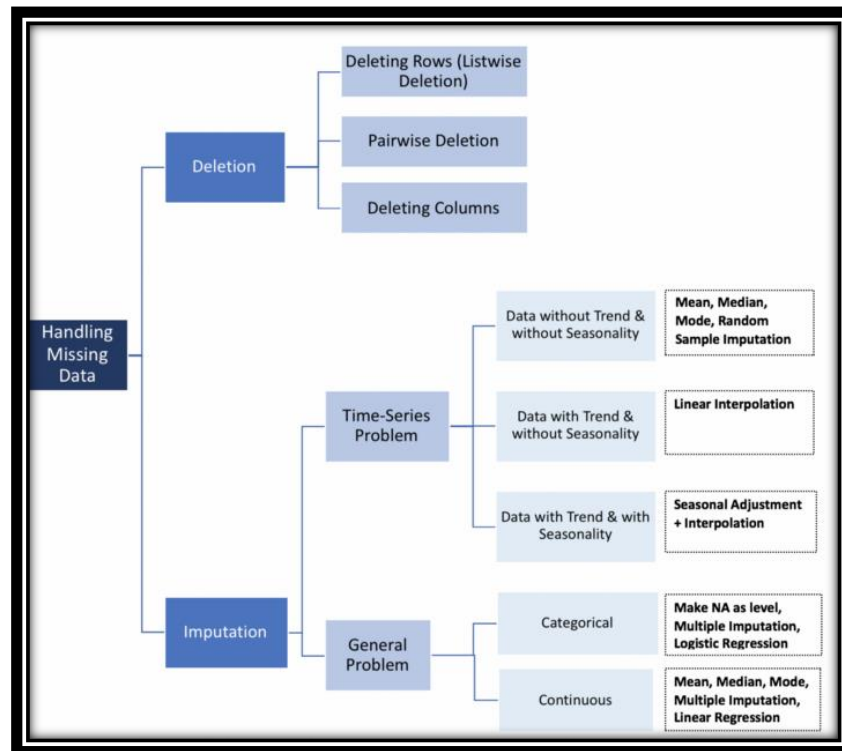 Deleting Rows (Listwise
Deletion)
Deletion
Pairwise Deletion
Deleting Columns
Handling
Missing
Data
Time-Series
Problem
Data without Trend &
without Seasonality
Mean, Median,
Mode, Random
Sample Imputation
Data with Trend &
without Seasonality
Linear Interpolation
Data with Trend & with
Seasonality
Seasonal Adjustment
+ Interpolation
Imputation
General
Problem
Categorical
Make NA as level,
Multiple Imputation,
Logistic Regression
Continuous
Mean, Median, Mode,
Multiple Imputation,
Linear Regression